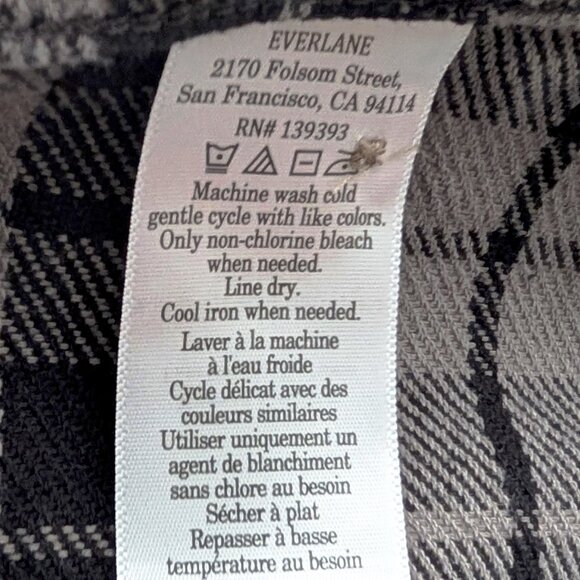 EVERLANE
2170 Folsom Street,
San Francisco, CA 94114
RN# 139393
Machine wash cold
gentle cycle with like colors.
Only non-chlorine bleach
when needed.
Line dry.
Cool iron when needed.
Laver à la machine
à l'eau froide
Cycle délicat avec des
couleurs similaires
Utiliser uniquement un
agent de blanchiment
sans chlore au besoin
Sécher à plat
Repasser à basse
température au besoin